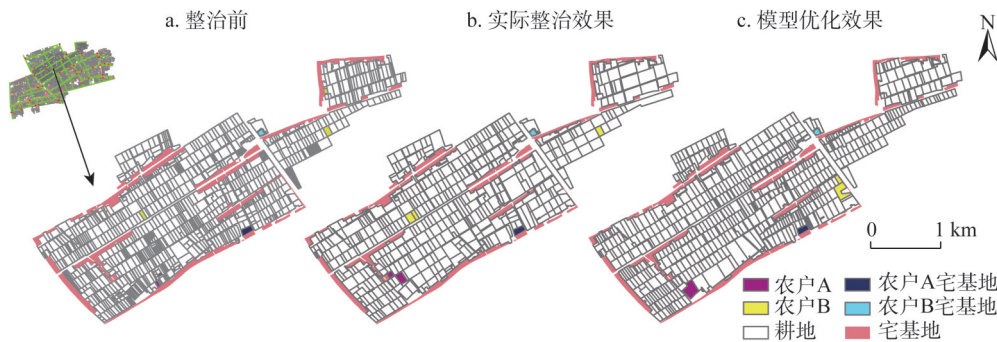 a. 整治前
b. 实际整治效果
c. 模型优化效果
N
0 1 km
农户A
农户A宅基地
农户B
农户B宅基地
耕地
宅基地